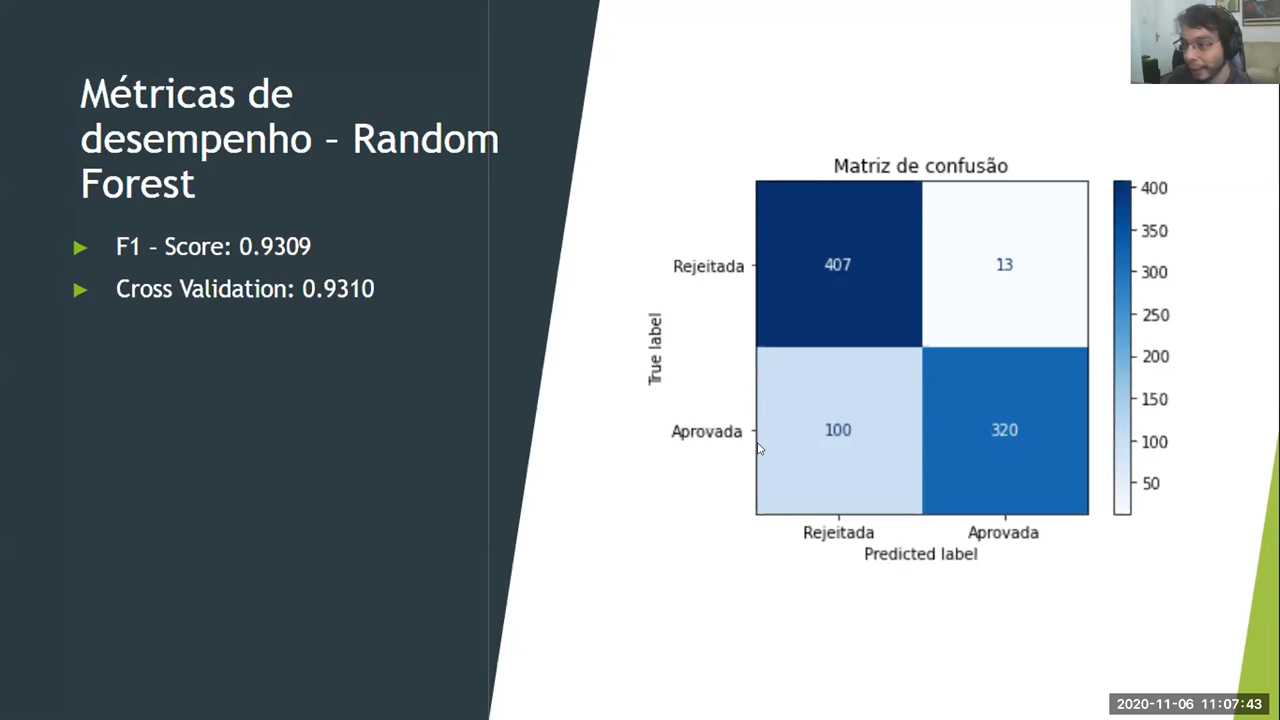 Métricas de
desempenho – Random
Forest
► F1 – Score: 0.9309
► Cross Validation: 0.9310
Matriz de confusão
True label
Rejeitada
Aprovada
407
13
100
320
Rejeitada
Aprovada
Predicted label
400
350
300
250
200
150
100
50
2020-11-06 11:07:43